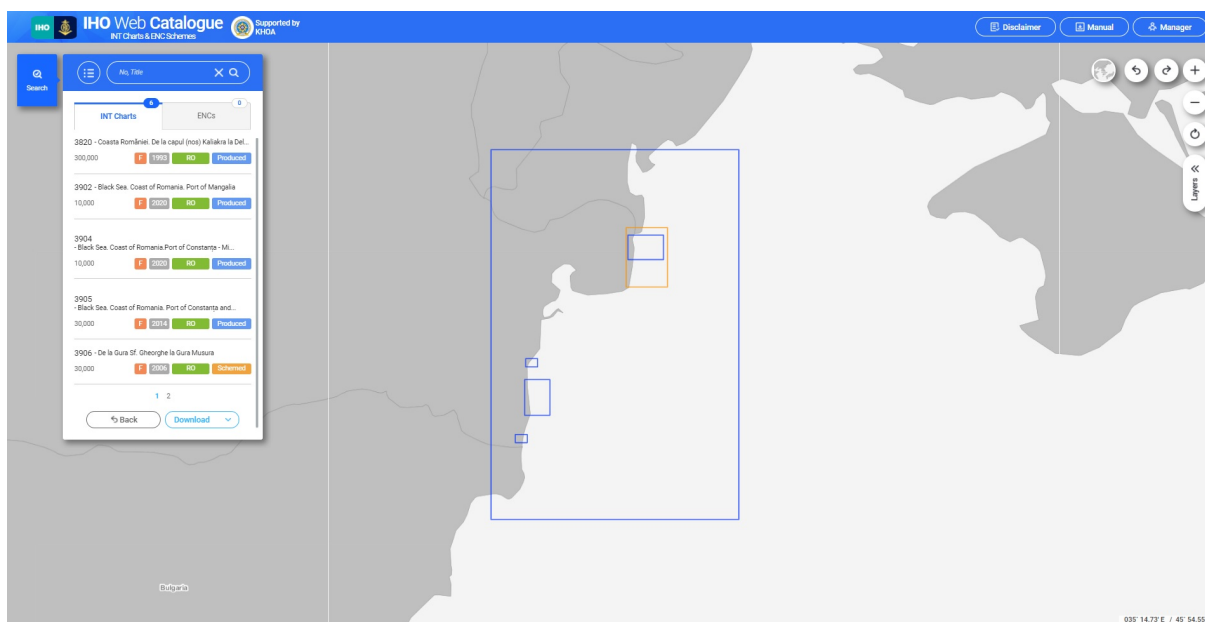 IHO
IHO Web Catalogue
INT Charts & ENC Schemes
Supported by
KHOA
Disclaimer
Manual
Manager
Search
No, Title
6
0
INT Charts
ENCs
3820 - Coasta României. De la capul (nos) Kaliakra la Del...
300,000 F 1993 RO Produced
3902 - Black Sea. Coast of Romania. Port of Mangalia
10,000 F 2020 RO Produced
3904
- Black Sea. Coast of Romania.Port of Constanța - Mi...
10,000 F 2020 RO Produced
3905
- Black Sea. Coast of Romania. Port of Constanța and...
30,000 F 2014 RO Produced
3906 - De la Gura Sf. Gheorghe la Gura Musura
30,000 F 2006 RO Schemed
1 2
Back
Download
Layers
Bulgaria
035° 14.73' E / 45° 54.55